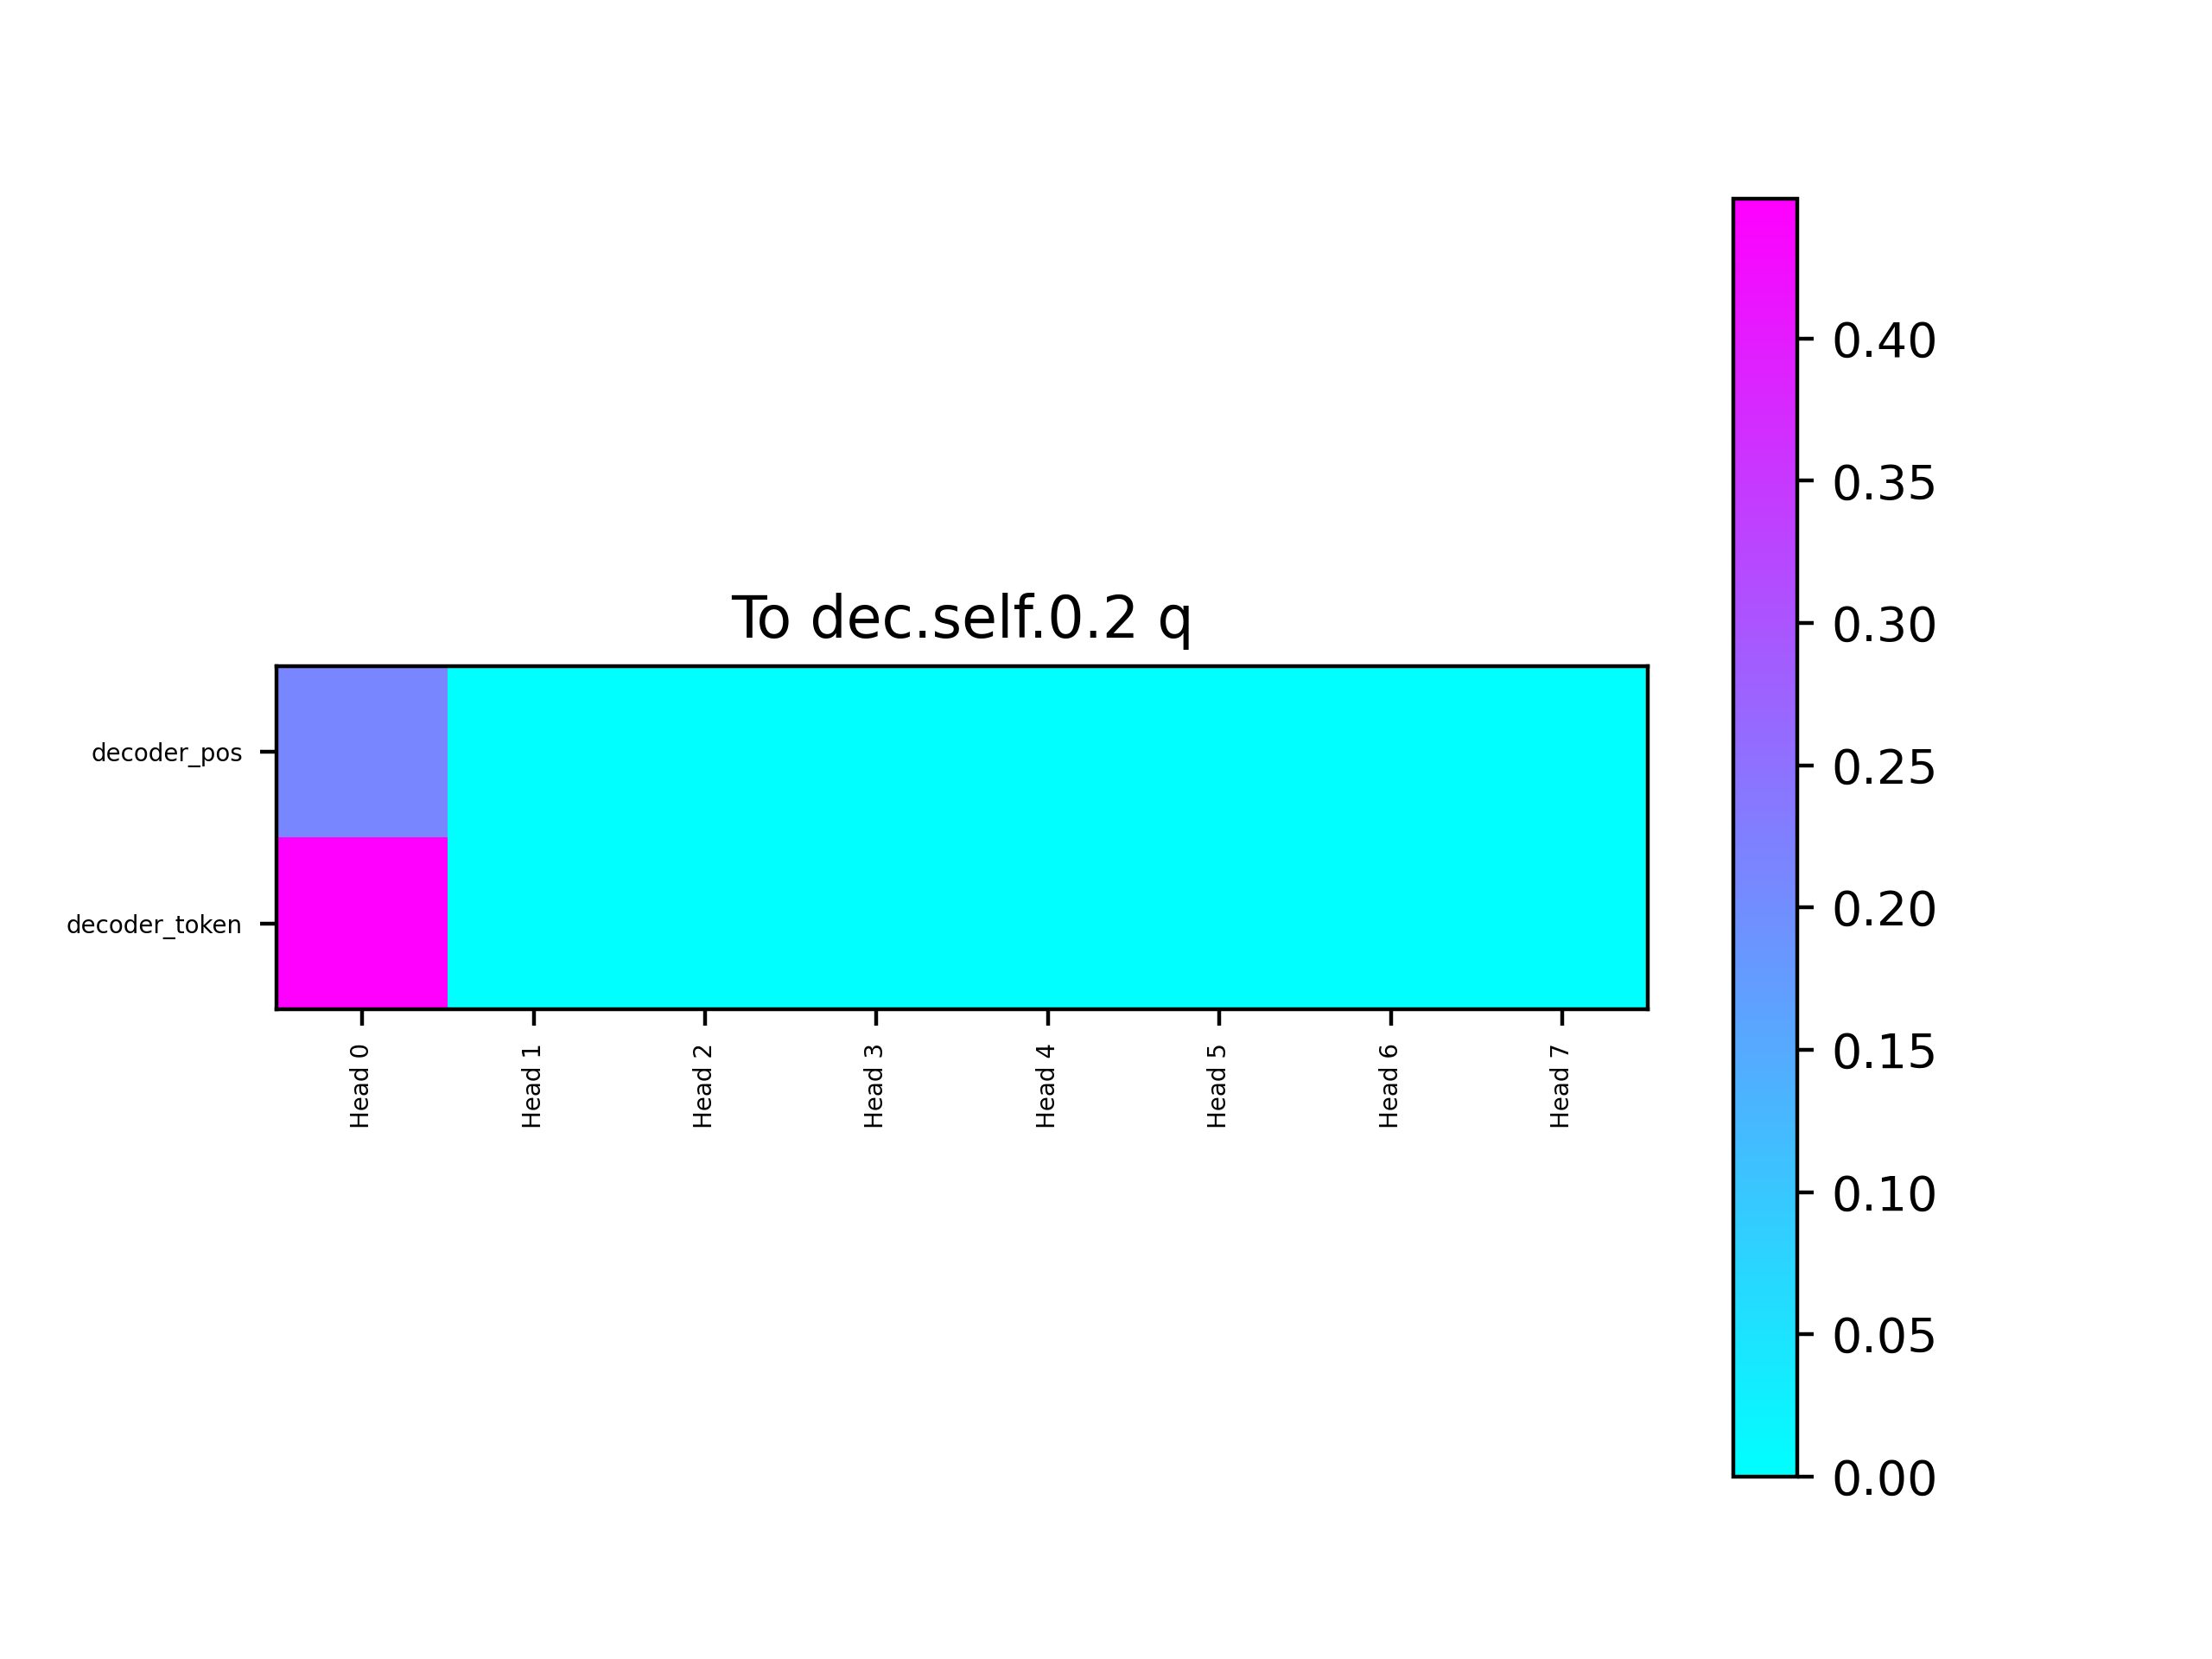 To dec.self.0.2 q
decoder_pos
decoder_token
Head 0
Head 1
Head 2
Head 3
Head 4
Head 5
Head 6
Head 7
0.40
0.35
0.30
0.25
0.20
0.15
0.10
0.05
0.00